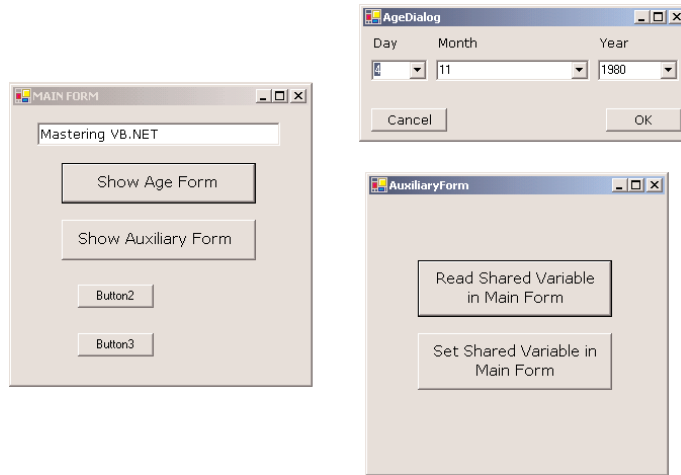 MAIN FORM
Mastering VB.NET
Show Age Form
Show Auxiliary Form
Button2
Button3
AgeDialog
Day Month Year
4 11 1980
Cancel OK
AuxiliaryForm
Read Shared Variable
in Main Form
Set Shared Variable in
Main Form